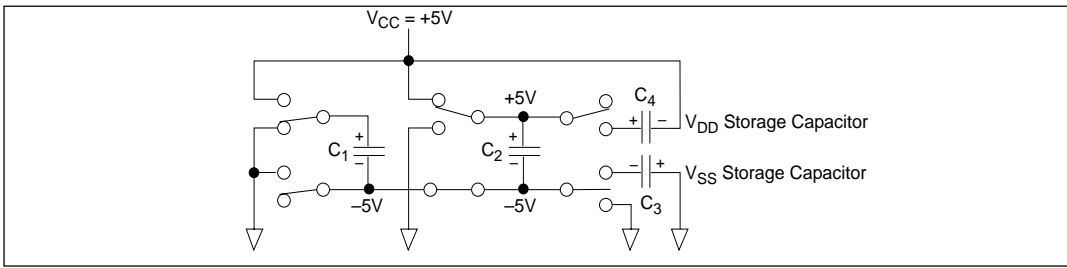 V_CC = +5V
+5V
C_4
+
–
V_DD Storage Capacitor
+
C_1
–
+
C_2
–
–
+
V_SS Storage Capacitor
C_3
–5V
–5V